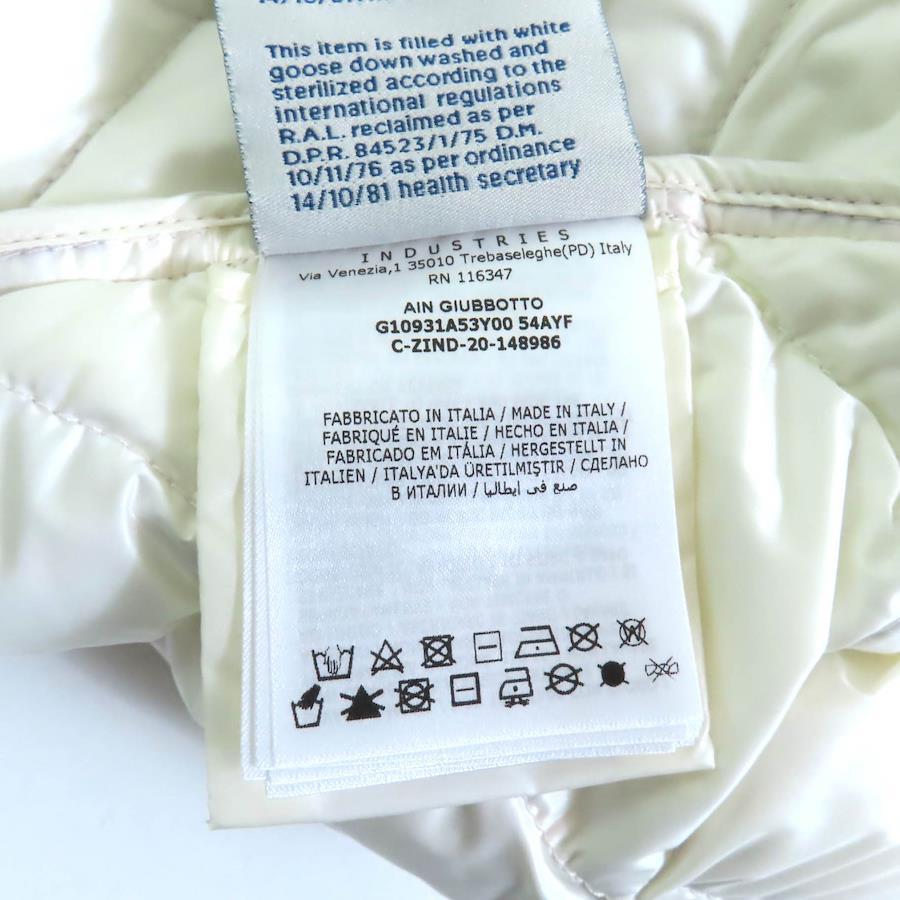 This item is filled with white
goose down washed and
sterilized according to the
international regulations
R.A.L. reclaimed as per
D.P.R. 84523/1/75 D.M.
10/11/76 as per ordinance
14/10/81 health secretary
INDUSTRIES
Via Venezia,1 35010 Trebaseleghe(PD) Italy
RN 116347
AIN GIUBBOTTO
G10931A53Y00 54AYF
C-ZIND-20-148986
FABBRICATO IN ITALIA / MADE IN ITALY /
FABRIQUÉ EN ITALIE / HECHO EN ITALIA /
FABRICADO EM ITÁLIA / HERGESTELLT IN
ITALIEN / ITALYA'DA ÜRETILMIŞTIR / СДЕЛАНО
В ИТАЛИИ / صنع في ايطاليا